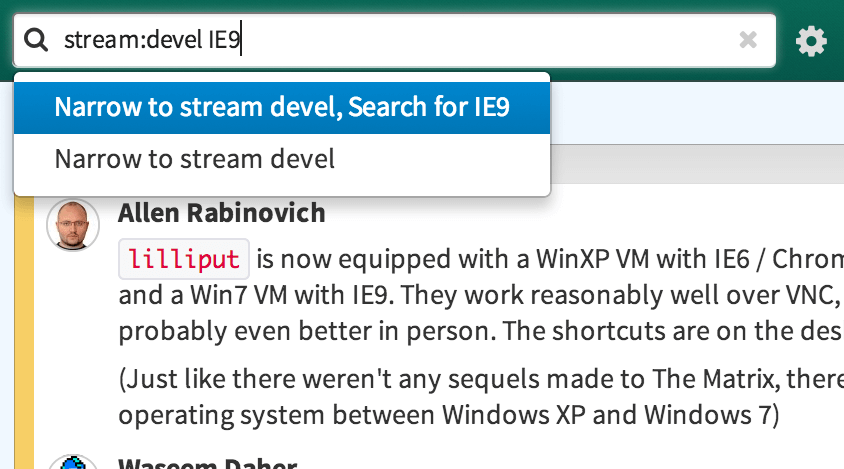 stream:devel IE9
Narrow to stream devel, Search for IE9
Narrow to stream devel
Allen Rabinovich
lilliput is now equipped with a WinXP VM with IE6 / Chrom
and a Win7 VM with IE9. They work reasonably well over VNC,
probably even better in person. The shortcuts are on the des
(Just like there weren't any sequels made to The Matrix, there
operating system between Windows XP and Windows 7)
Waseem Daher